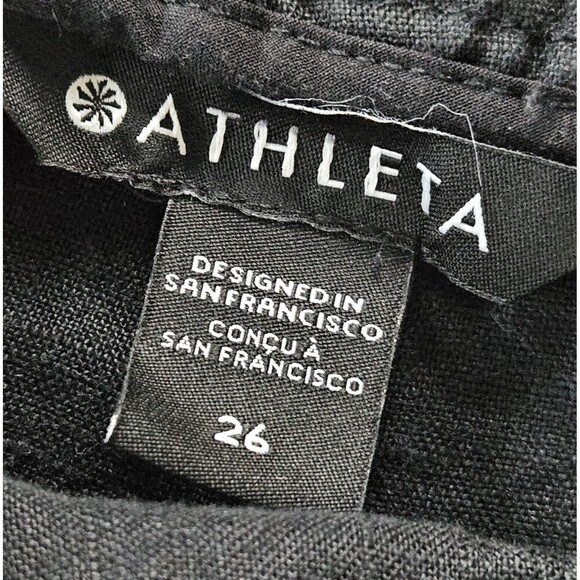 ATHLETA
DESIGNED IN
SAN FRANCISCO
CONÇU À
SAN FRANCISCO
26